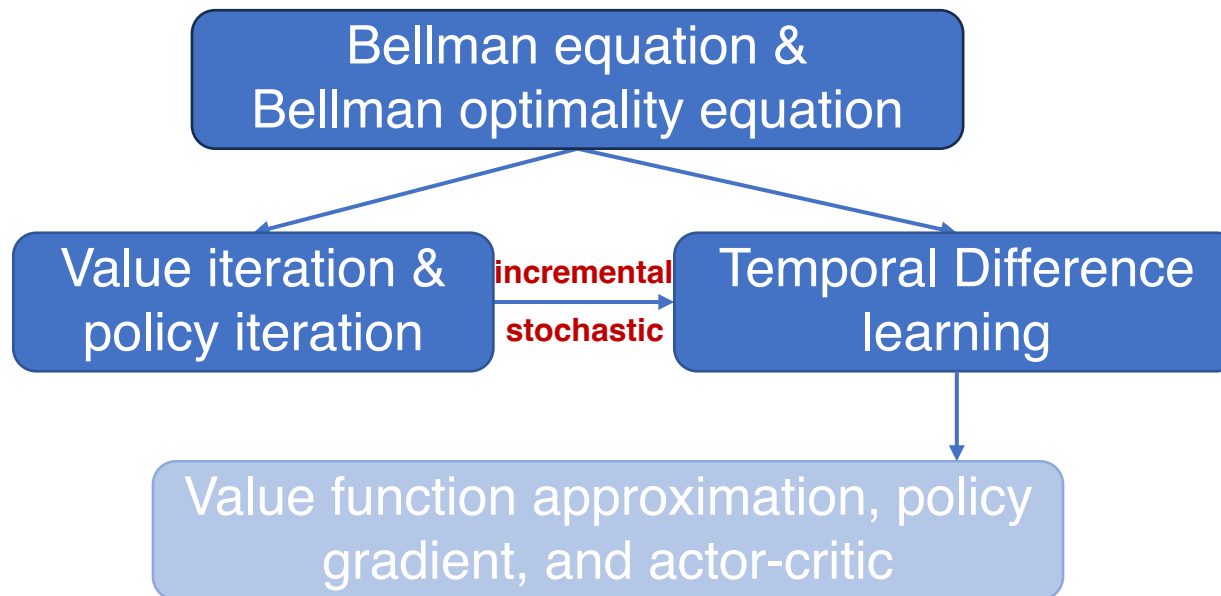 Bellman equation &
Bellman optimality equation
Value iteration &
policy iteration
incremental
stochastic
Temporal Difference
learning
Value function approximation, policy
gradient, and actor-critic